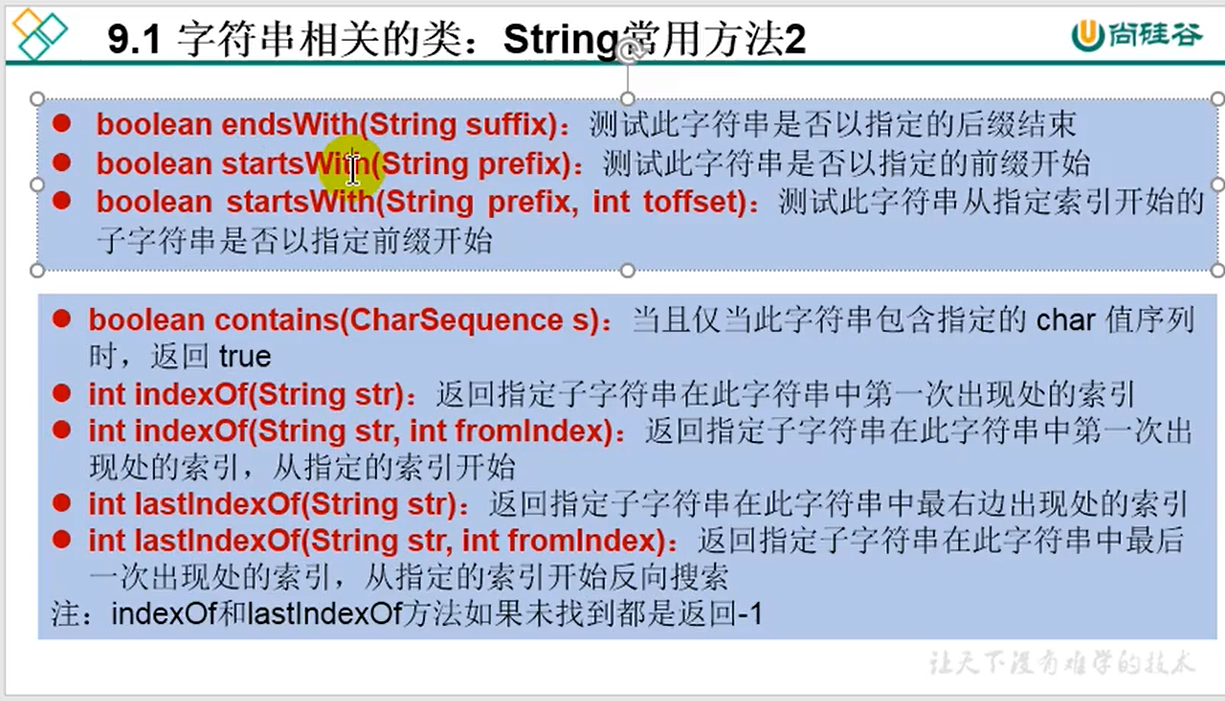 9.1 字符串相关的类：String常用方法2
尚硅谷
boolean endsWith(String suffix)：测试此字符串是否以指定的后缀结束
boolean startsWith(String prefix)：测试此字符串是否以指定的前缀开始
boolean startsWith(String prefix, int toffset)：测试此字符串从指定索引开始的
子字符串是否以指定前缀开始
boolean contains(CharSequence s)：当且仅当此字符串包含指定的 char 值序列
时，返回 true
int indexOf(String str)：返回指定子字符串在此字符串中第一次出现处的索引
int indexOf(String str, int fromIndex)：返回指定子字符串在此字符串中第一次出
现处的索引，从指定的索引开始
int lastIndexOf(String str)：返回指定子字符串在此字符串中最右边出现处的索引
int lastIndexOf(String str, int fromIndex)：返回指定子字符串在此字符串中最后
一次出现处的索引，从指定的索引开始反向搜索
注：indexOf和lastIndexOf方法如果未找到都是返回-1
让天下没有难学的技术